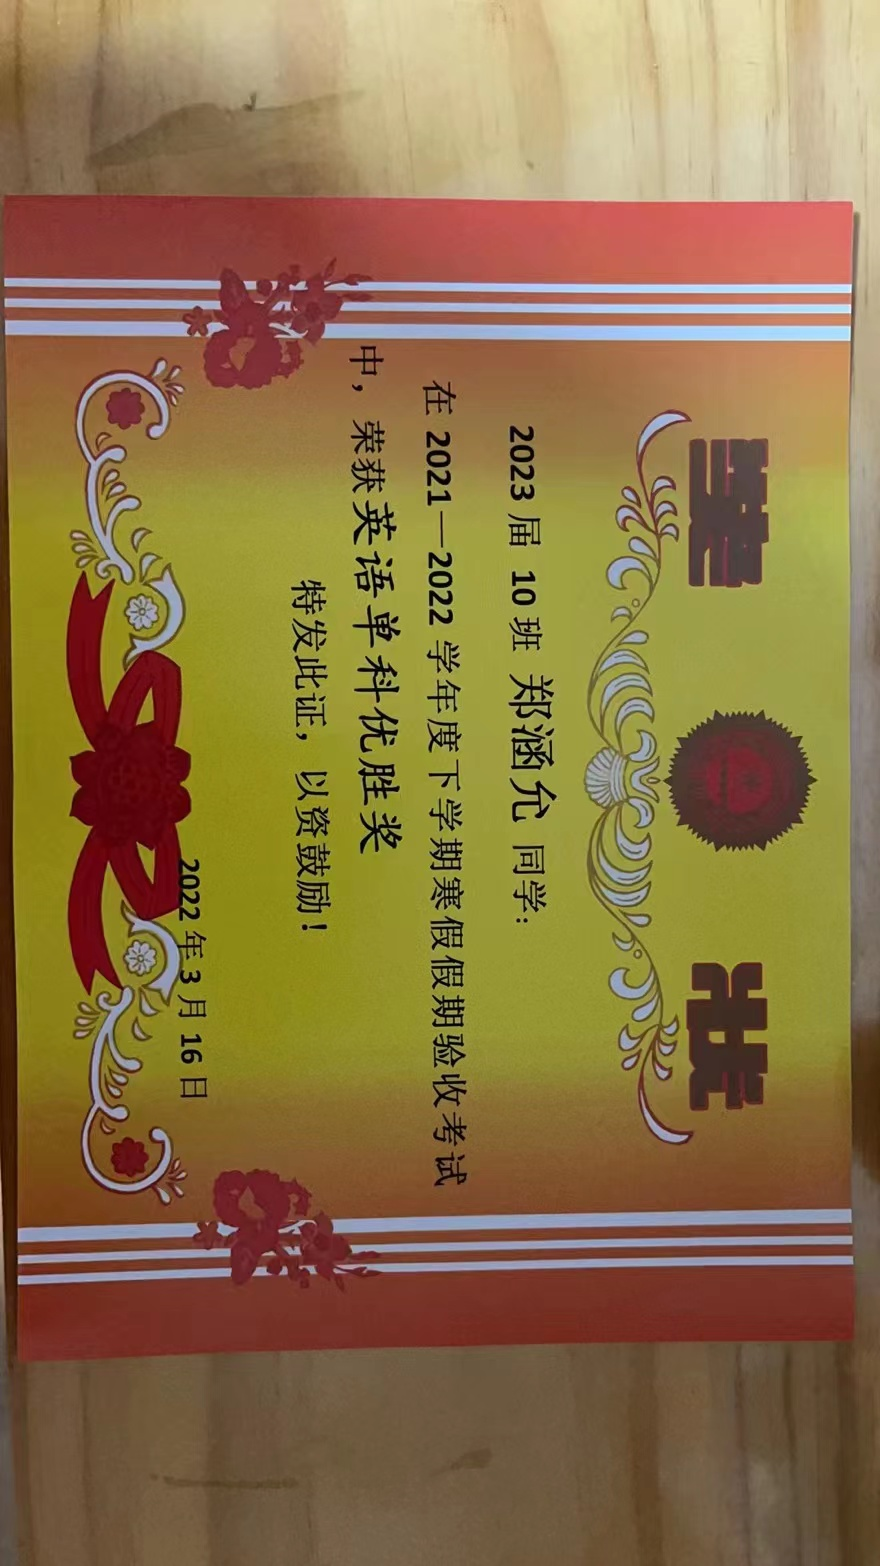 奖 状
2023 届 10 班 郑涵允 同学:
在 2021—2022 学年度下学期寒假假期验收考试
中，荣获英语单科优胜奖
特发此证，以资鼓励！
2022 年 3 月 16 日